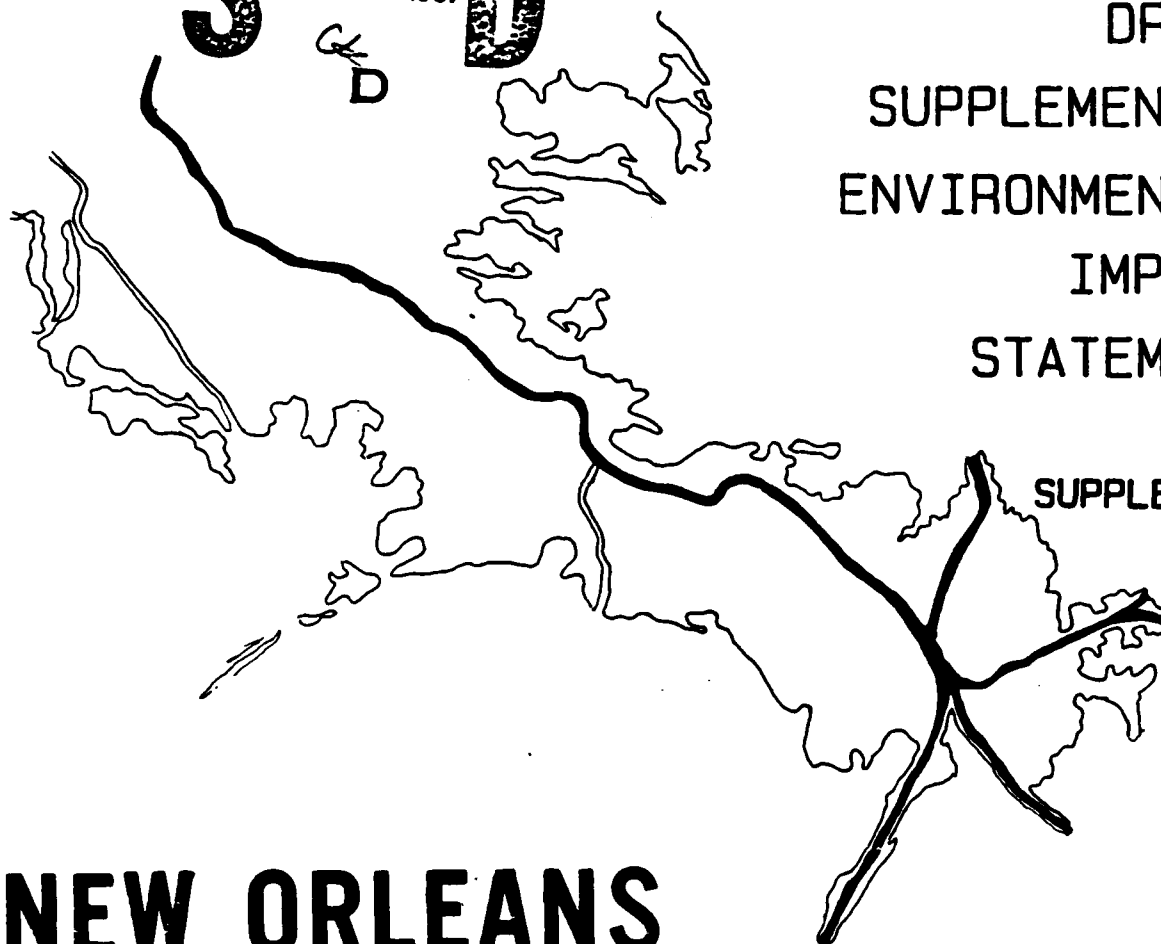 S D
D
DR
SUPPLEMEN
ENVIRONMEN
IMP
STATEM
SUPPLE
NEW ORLEANS